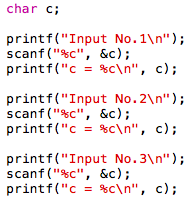 char c;
printf("Input No.1\n");
scanf("%c", &c);
printf("c = %c\n", c);
printf("Input No.2\n");
scanf("%c", &c);
printf("c = %c\n", c);
printf("Input No.3\n");
scanf("%c", &c);
printf("c = %c\n", c);